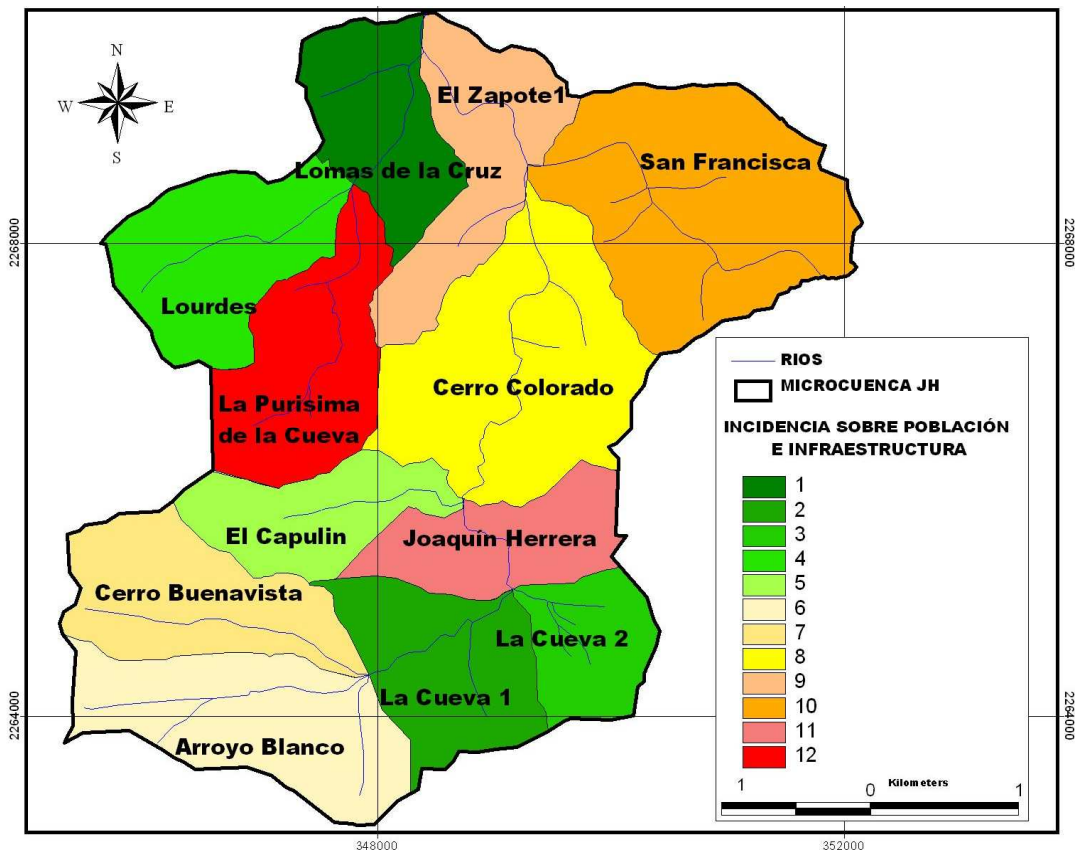 N
W
E
S
El Zapote1
San Francisca
Lomas de la Cruz
2268000
2268000
Lourdes
La Purisima
de la Cueva
Cerro Colorado
El Capulin
Joaquín Herrera
Cerro Buenavista
La Cueva 2
La Cueva 1
Arroyo Blanco
2264000
2264000
RIOS
MICROCUENCA JH
INCIDENCIA SOBRE POBLACIÓN
E INFRAESTRUCTURA
1
2
3
4
5
6
7
8
9
10
11
12
1 0 Kilometers 1
348000
352000